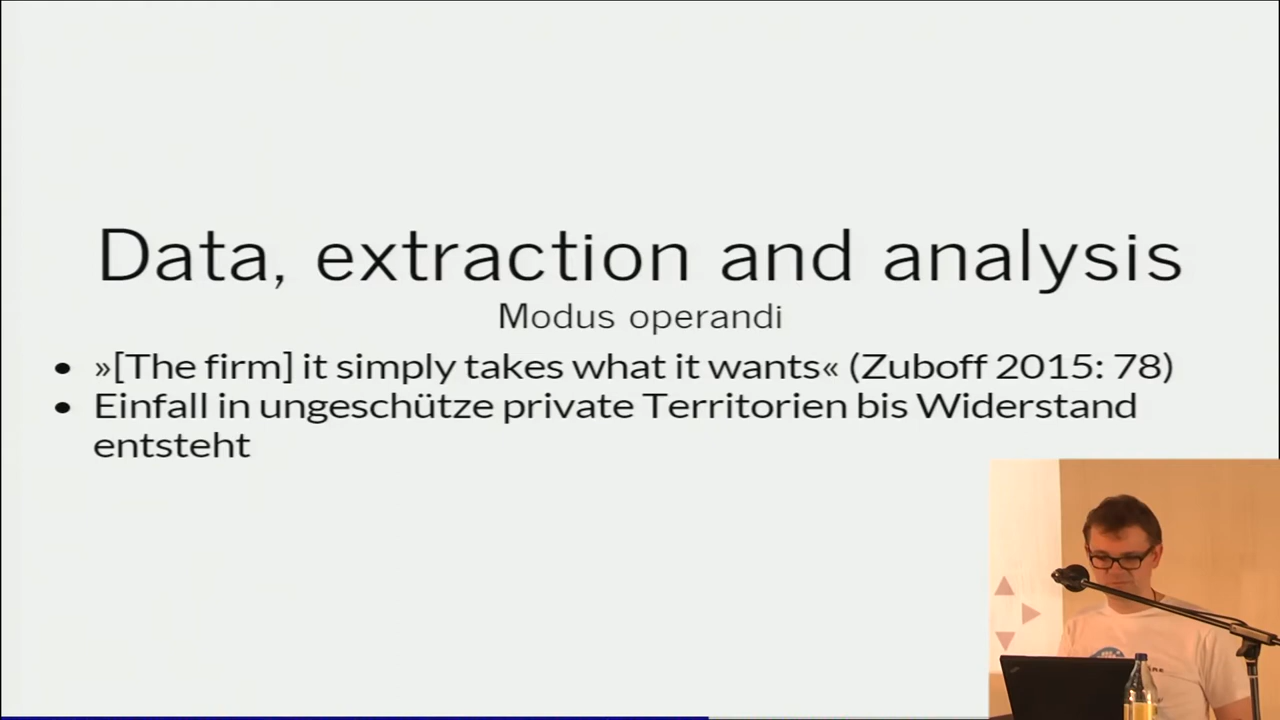 Data, extraction and analysis
Modus operandi
• »[The firm] it simply takes what it wants« (Zuboff 2015: 78)
• Einfall in ungeschütze private Territorien bis Widerstand
entsteht